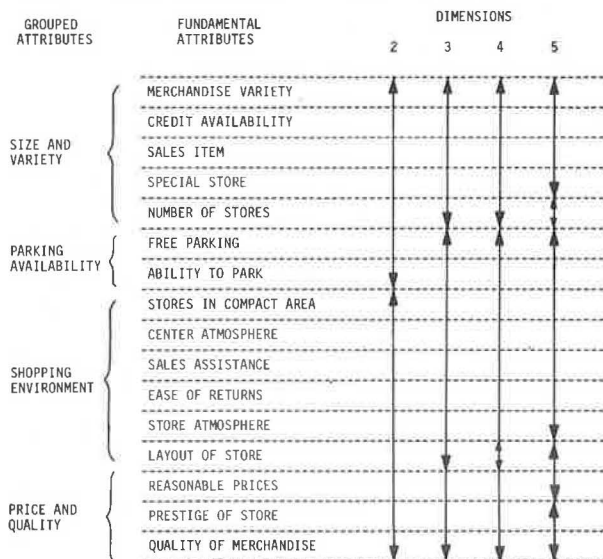 GROUPED ATTRIBUTES
FUNDAMENTAL ATTRIBUTES
DIMENSIONS
2 3 4 5
SIZE AND VARIETY
MERCHANDISE VARIETY
CREDIT AVAILABILITY
SALES ITEM
SPECIAL STORE
NUMBER OF STORES
PARKING AVAILABILITY
FREE PARKING
ABILITY TO PARK
SHOPPING ENVIRONMENT
STORES IN COMPACT AREA
CENTER ATMOSPHERE
SALES ASSISTANCE
EASE OF RETURNS
STORE ATMOSPHERE
LAYOUT OF STORE
PRICE AND QUALITY
REASONABLE PRICES
PRESTIGE OF STORE
QUALITY OF MERCHANDISE